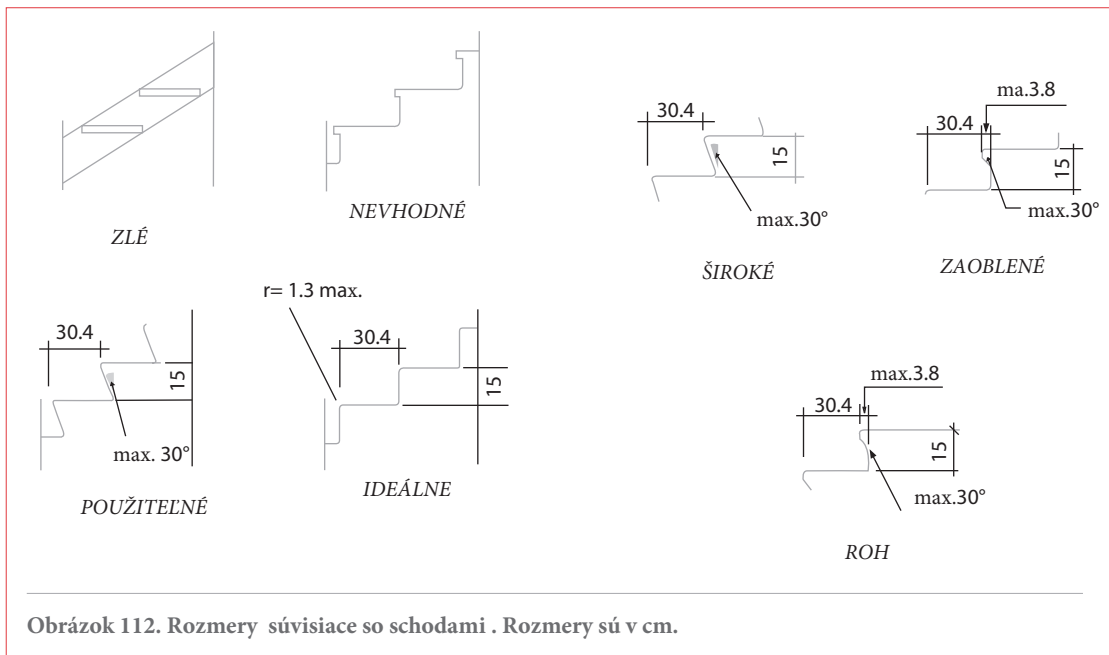 ZLÉ
NEVHODNÉ
30.4
15
max.30°
ŠIROKÉ
ma.3.8
30.4
15
max.30°
ZAOBLENÉ
30.4
15
max. 30°
POUŽITEĽNÉ
r= 1.3 max.
30.4
15
IDEÁLNE
max.3.8
30.4
15
max.30°
ROH
Obrázok 112. Rozmery súvisiace so schodami . Rozmery sú v cm.